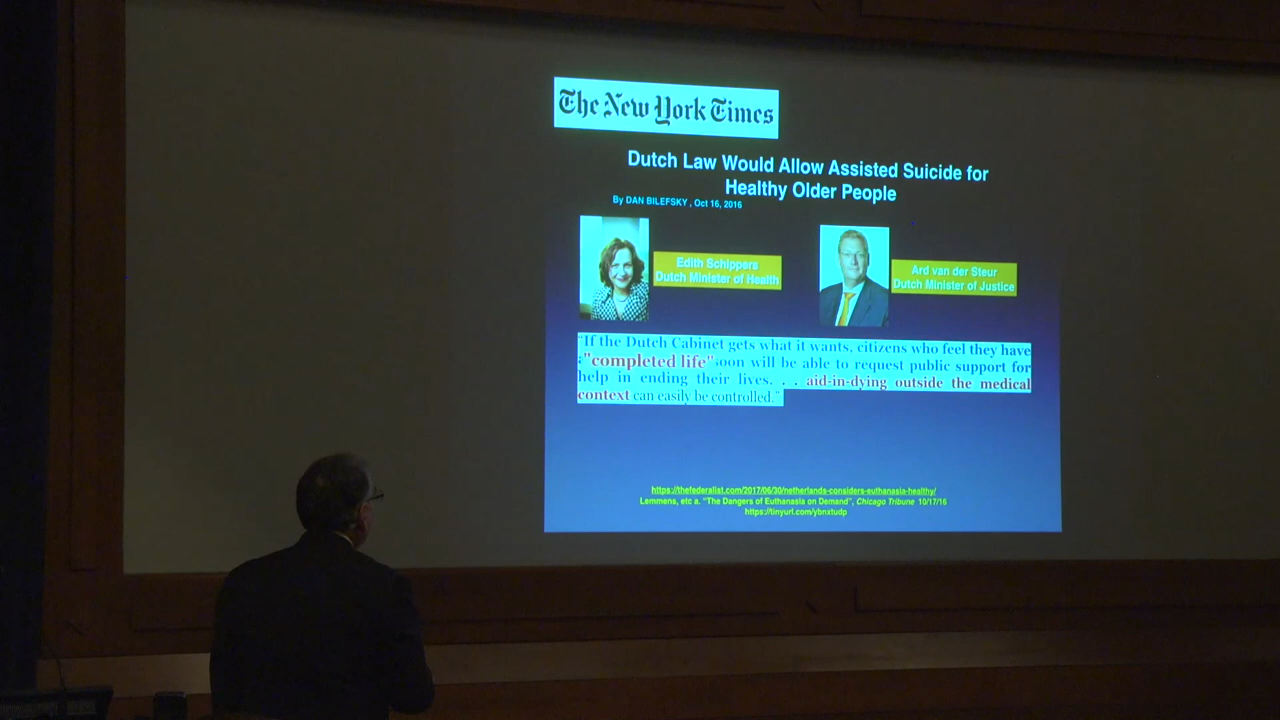 The New York Times
Dutch Law Would Allow Assisted Suicide for
Healthy Older People
By DAN BILEFSKY , Oct 16, 2016
Edith Schippers
Dutch Minister of Health
Ard van der Steur
Dutch Minister of Justice
"If the Dutch Cabinet gets what it wants, citizens who feel they have
a "completed life" soon will be able to request public support for
help in ending their lives. . . aid-in-dying outside the medical
context can easily be controlled."
https://thefederalist.com/2017/06/30/netherlands-considers-euthanasia-healthy/
Lemmens, etc a. "The Dangers of Euthanasia on Demand", Chicago Tribune 10/17/16
https://tinyurl.com/ybnxtudp